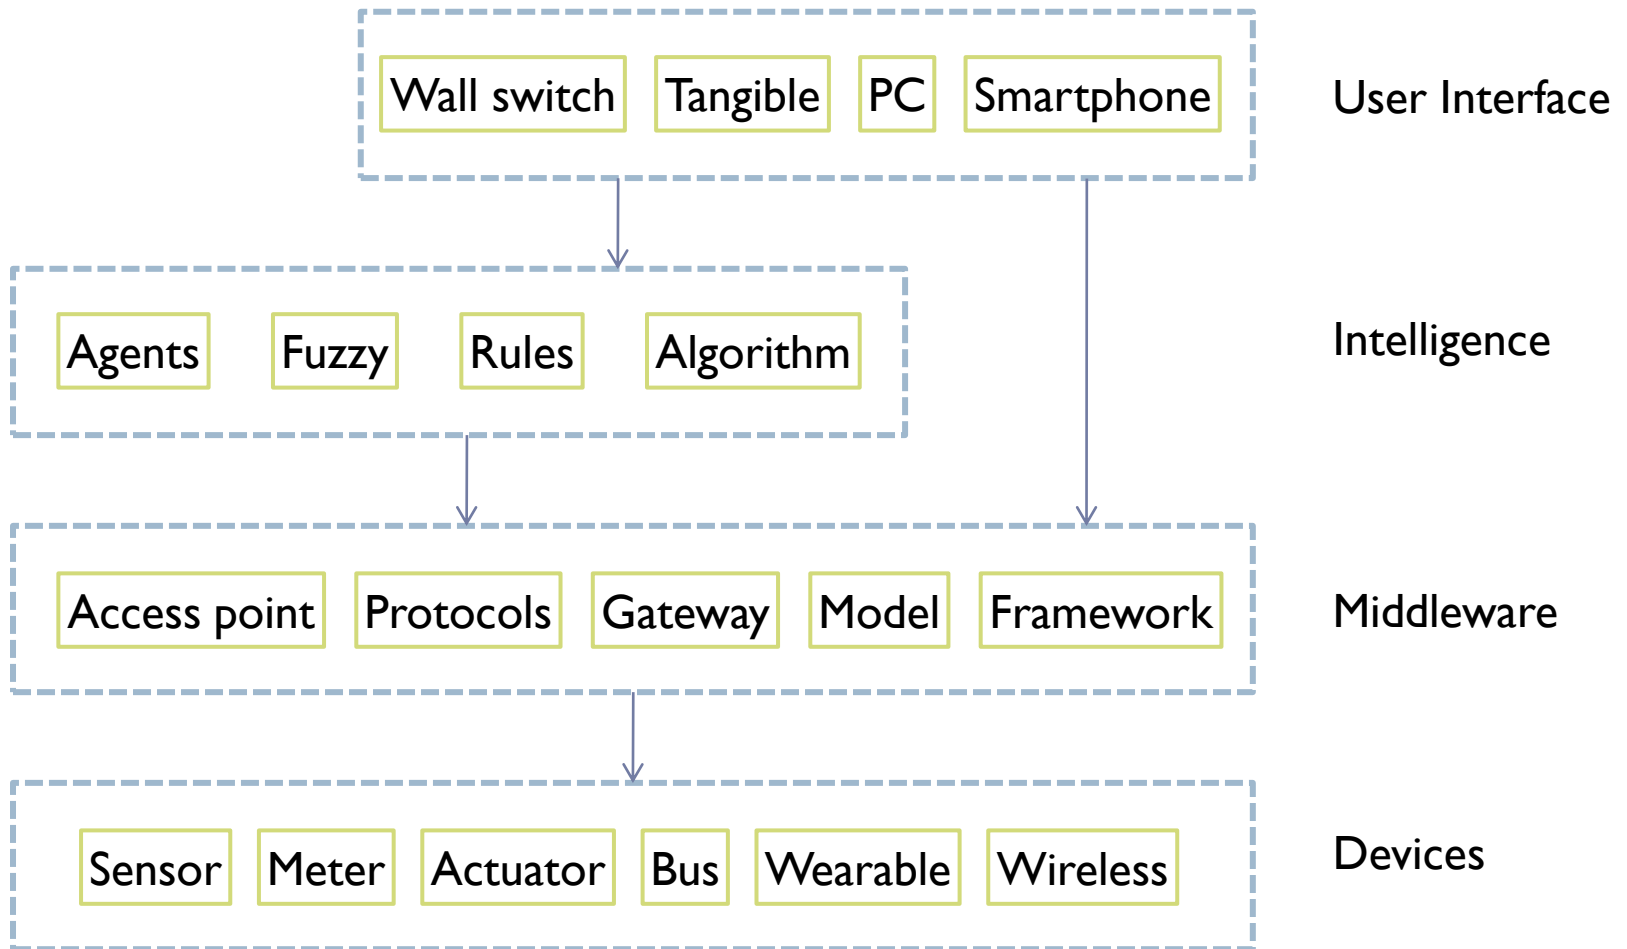 Wall switch Tangible PC Smartphone User Interface
Agents Fuzzy Rules Algorithm Intelligence
Access point Protocols Gateway Model Framework Middleware
Sensor Meter Actuator Bus Wearable Wireless Devices